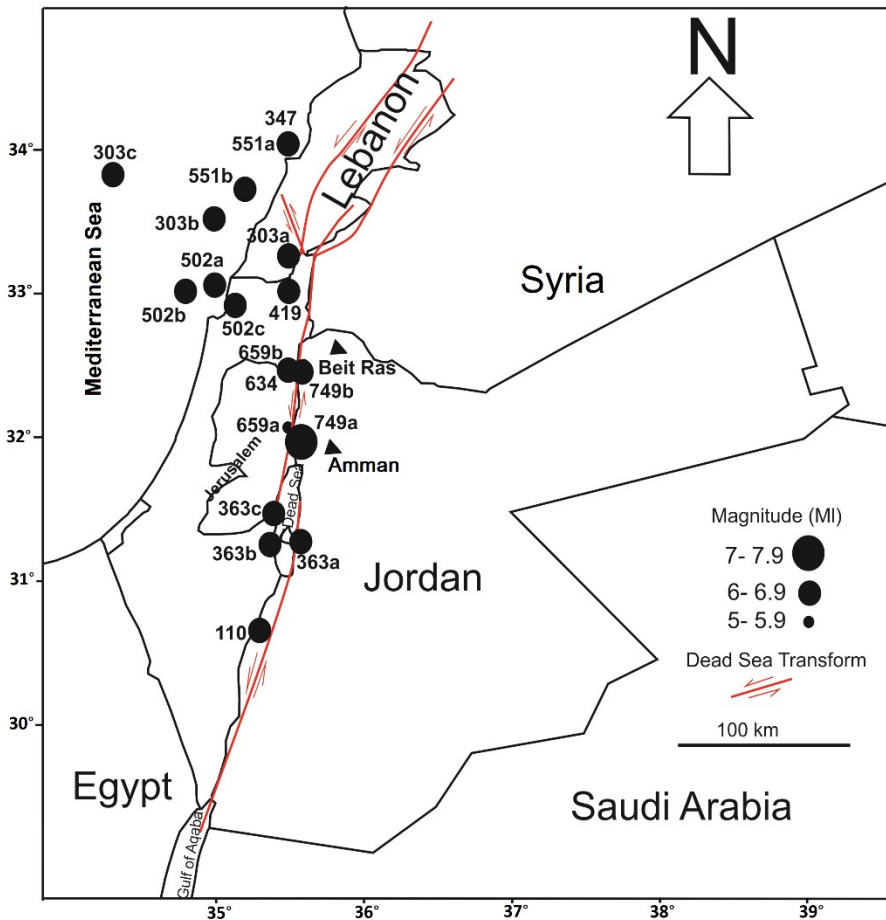 N
Lebanon
347
551a
34°
303c
551b
303b
303a
Mediterranean Sea
502a
Syria
33°
502b
502c
419
659b
Beit Ras
634
749b
659a
749a
32°
Jerusalem
Amman
Dead Sea
363c
Magnitude (Ml)
7- 7.9
363b
363a
Jordan
6- 6.9
31°
5- 5.9
110
Dead Sea Transform
100 km
30°
Egypt
Saudi Arabia
Gulf of Aqaba
35°
36°
37°
38°
39°